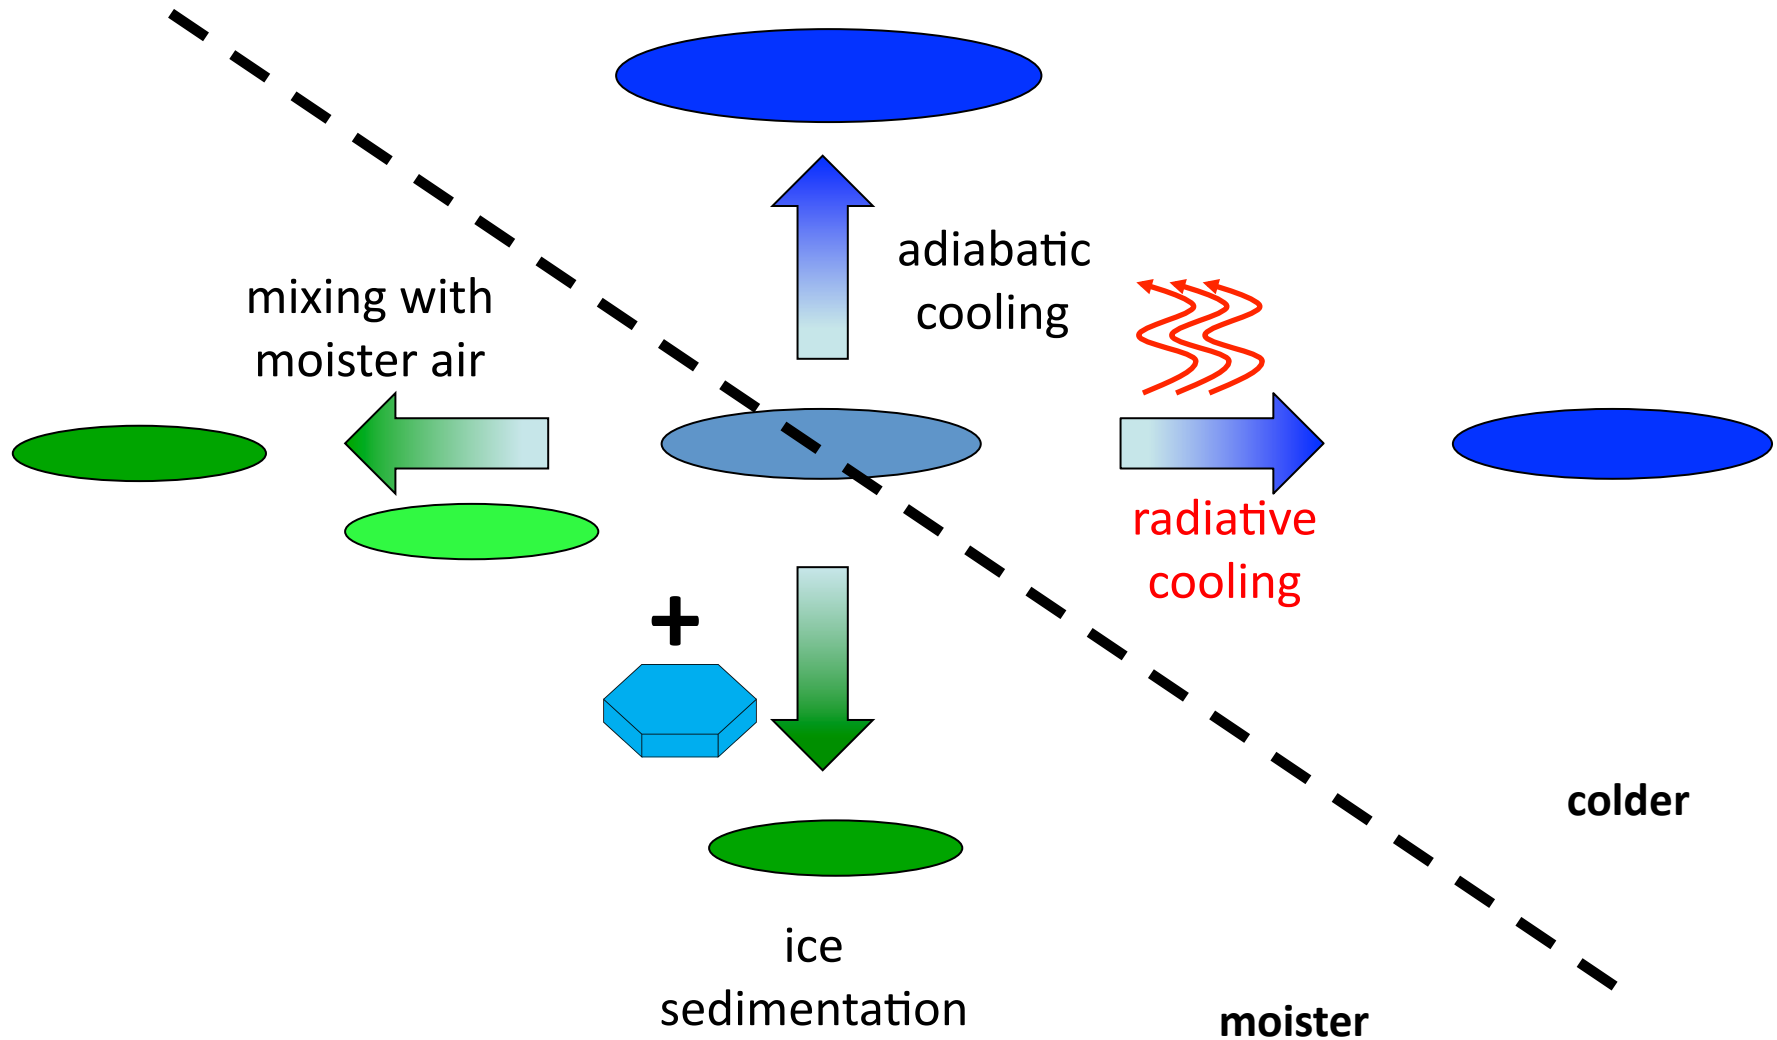 adiabatic
cooling
mixing with
moister air
radiative
cooling
+
ice
sedimentation
colder
moister